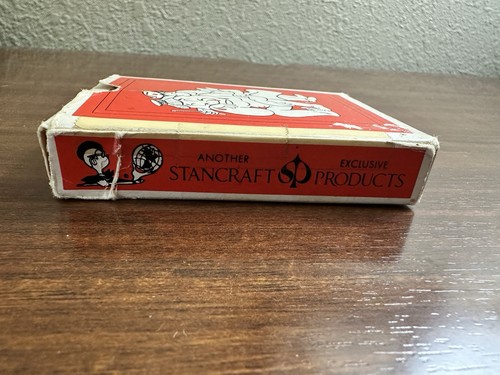 ANOTHER EXCLUSIVE
STANCRAFT SP PRODUCTS